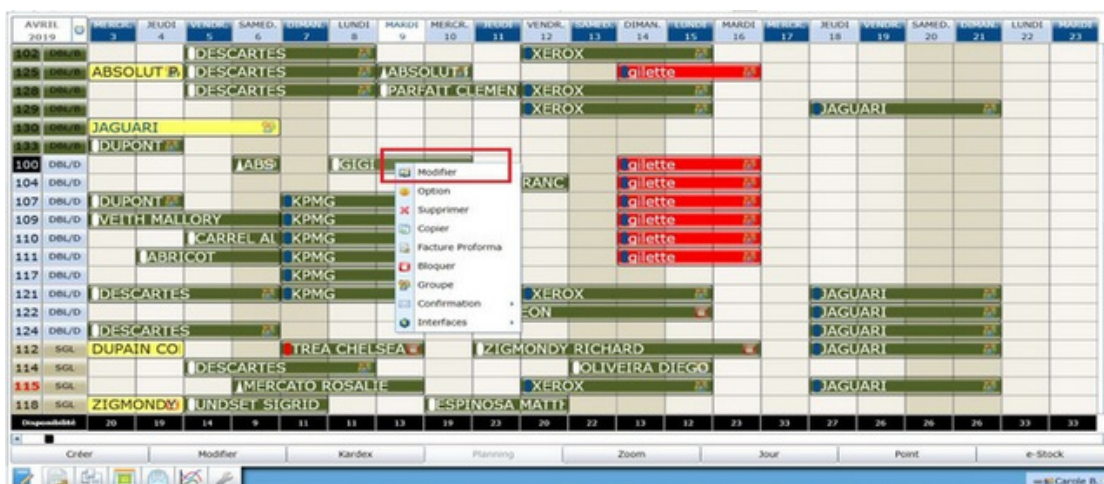 AVRIL MERCR. JEUDI VENDR. SAMED. DIMAN. LUNDI MARDI MERCR. JEUDI VENDR. SAMED. DIMAN. LUNDI MARDI MERCR. JEUDI VENDR. SAMED. DIMAN. LUNDI MARDI
2019 3 4 5 6 7 8 9 10 11 12 13 14 15 16 17 18 19 20 21 22 23
102 DBL/B DESCARTES XEROX
125 DBL/B ABSOLUT DESCARTES ABSOLUT gilette
128 DBL/B DESCARTES PARFAIT CLEMEN XEROX
129 DBL/B XEROX JAGUARI
130 DBL/B JAGUARI
133 DBL/B DUPONT
100 DBL/D ABS GIGI gilette
104 DBL/D RANC gilette
107 DBL/D DUPONT KPMG gilette
109 DBL/D VEITH MALLORY KPMG gilette
110 DBL/D CARREL AL KPMG gilette
111 DBL/D ABRICOT KPMG gilette
117 DBL/D KPMG
121 DBL/D DESCARTES KPMG XEROX JAGUARI
122 DBL/D EON JAGUARI
124 DBL/D DESCARTES JAGUARI
112 SGL DUPAIN CO TREA CHELSEA ZIGMONDY RICHARD JAGUARI
114 SGL DESCARTES OLIVEIRA DIEGO
115 SGL MERCATO ROSALIE XEROX JAGUARI
118 SGL ZIGMONDY UNDSET SIGRID ESPINOSA MATT
Modifier
Option
Supprimer
Copier
Facture Proforma
Bloquer
Groupe
Confirmation
Interfaces
Disponibilité 20 19 14 9 11 11 13 19 23 20 22 13 12 23 33 27 26 26 26 33 33
Créer Modifier Kardex Planning Zoom Jour Point e-Stock
Carole B.